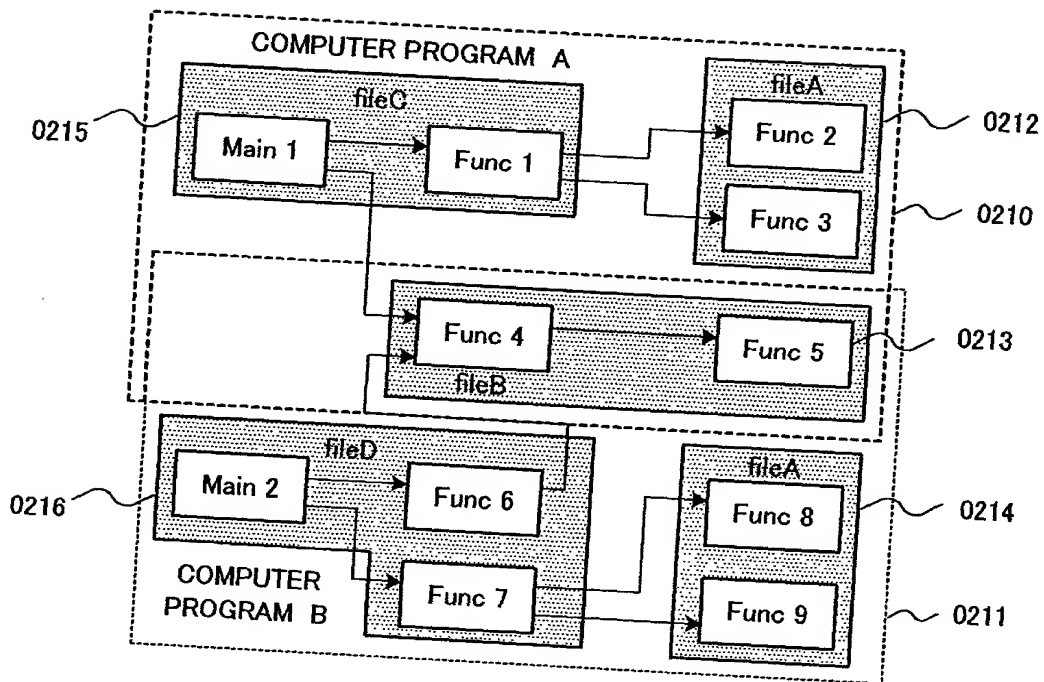 COMPUTER PROGRAM A
fileC
fileA
0215
0212
Main 1
Func 1
Func 2
Func 3
0210
Func 4
Func 5
0213
fileB
fileD
fileA
0216
Main 2
Func 6
Func 8
0214
COMPUTER
PROGRAM B
Func 7
Func 9
0211